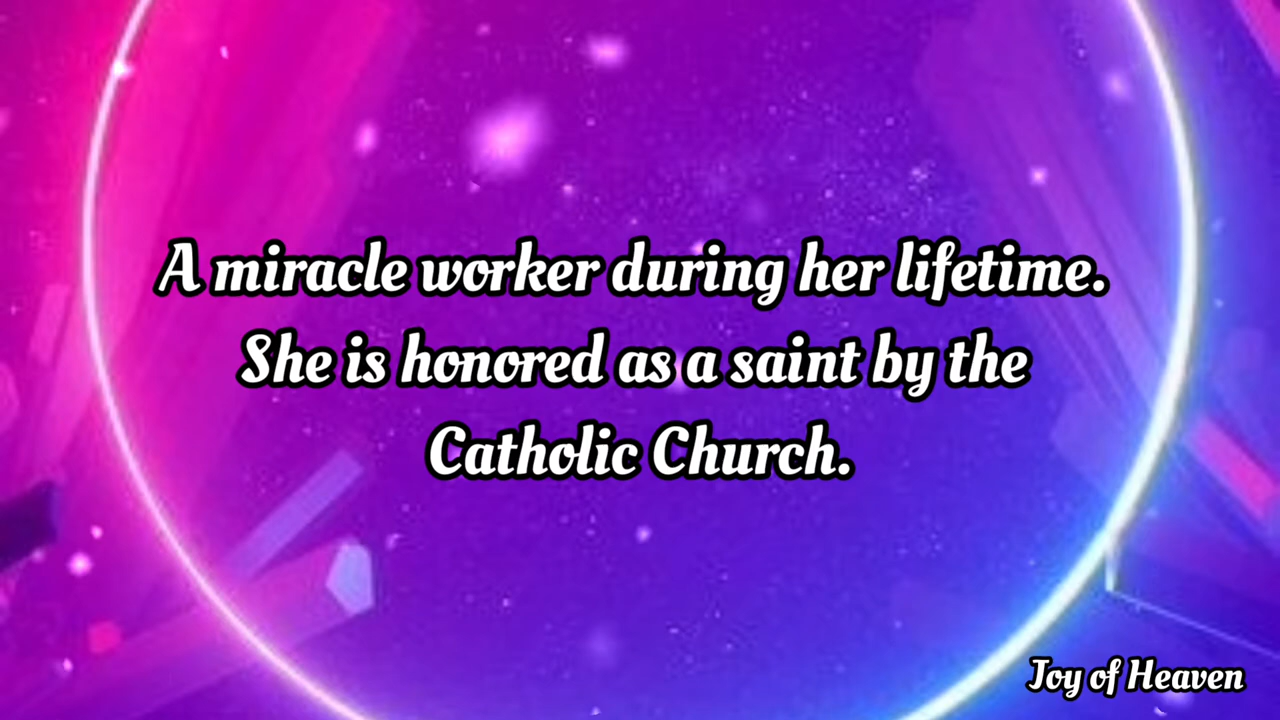 A miracle worker during her lifetime.
She is honored as a saint by the
Catholic Church.
Joy of Heaven